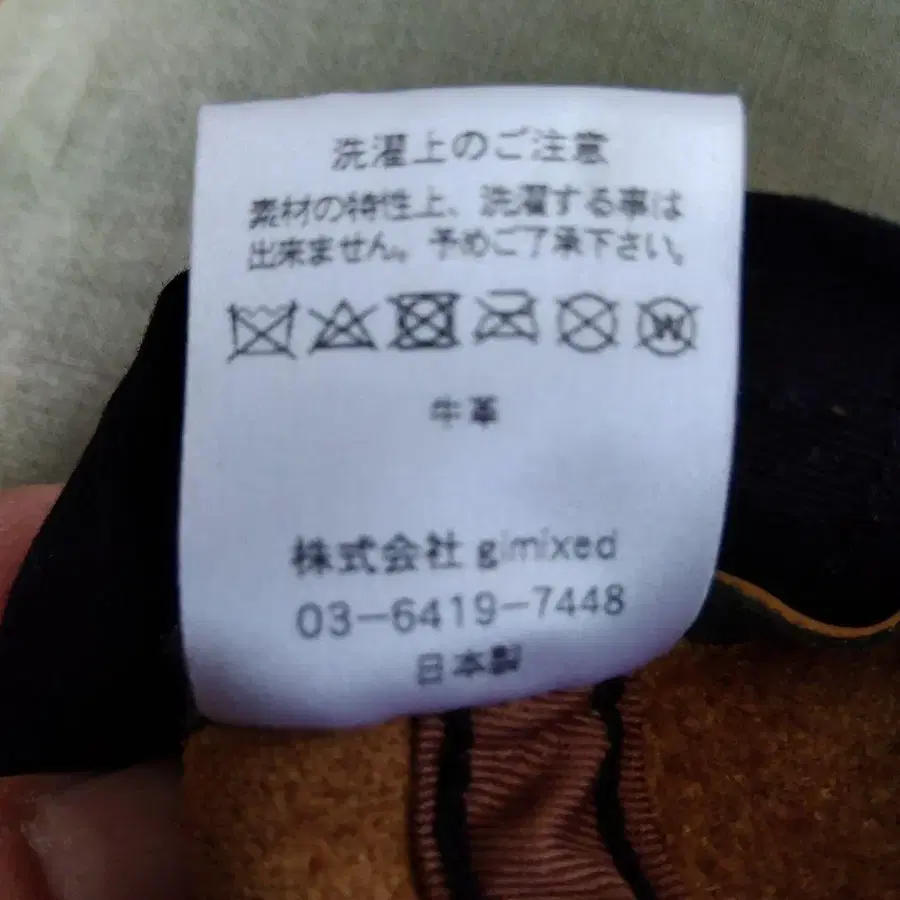 洗濯上のご注意
素材の特性上、洗濯する事は
出来ません。予めご了承下さい。
W
牛革
株式会社 gimixed
03-6419-7448
日本製